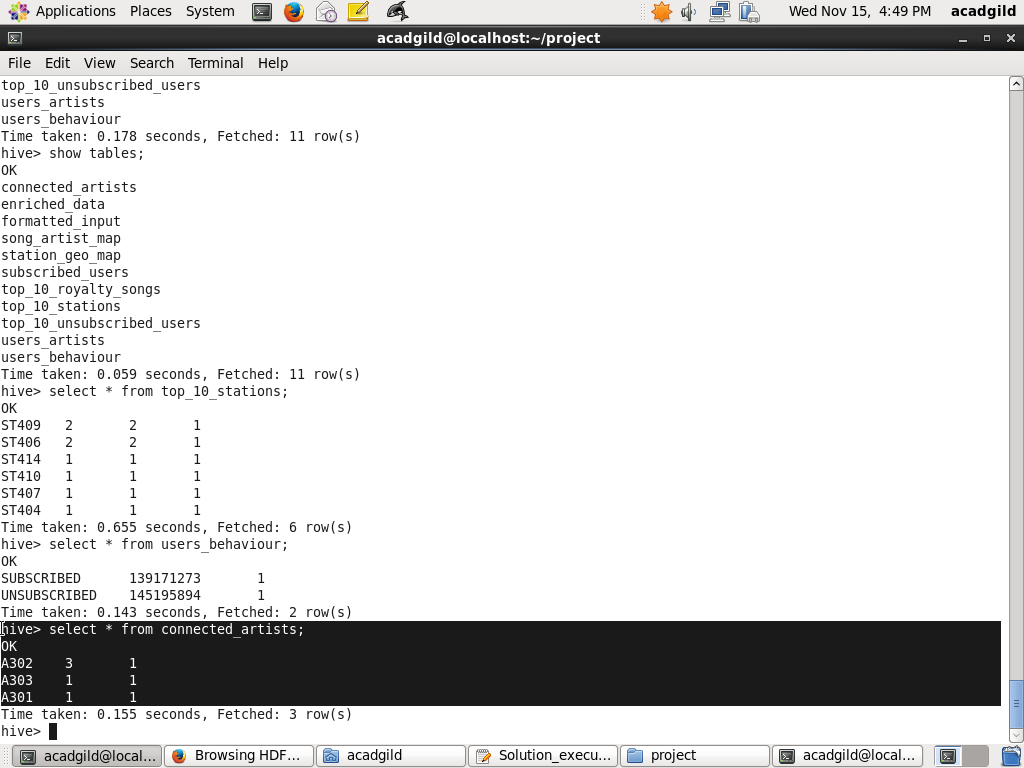 Applications Places System Wed Nov 15, 4:49 PM acadgild
acadgild@localhost:~/project
File Edit View Search Terminal Help
top_10_unsubscribed_users
users_artists
users_behaviour
Time taken: 0.178 seconds, Fetched: 11 row(s)
hive> show tables;
OK
connected_artists
enriched_data
formatted_input
song_artist_map
station_geo_map
subscribed_users
top_10_royalty_songs
top_10_stations
top_10_unsubscribed_users
users_artists
users_behaviour
Time taken: 0.059 seconds, Fetched: 11 row(s)
hive> select * from top_10_stations;
OK
ST409 2 2 1
ST406 2 2 1
ST414 1 1 1
ST410 1 1 1
ST407 1 1 1
ST404 1 1 1
Time taken: 0.655 seconds, Fetched: 6 row(s)
hive> select * from users_behaviour;
OK
SUBSCRIBED 139171273 1
UNSUBSCRIBED 145195894 1
Time taken: 0.143 seconds, Fetched: 2 row(s)
hive> select * from connected_artists;
OK
A302 3 1
A303 1 1
A301 1 1
Time taken: 0.155 seconds, Fetched: 3 row(s)
hive>
acadgild@local... Browsing HDF... acadgild Solution_execu... project acadgild@local...